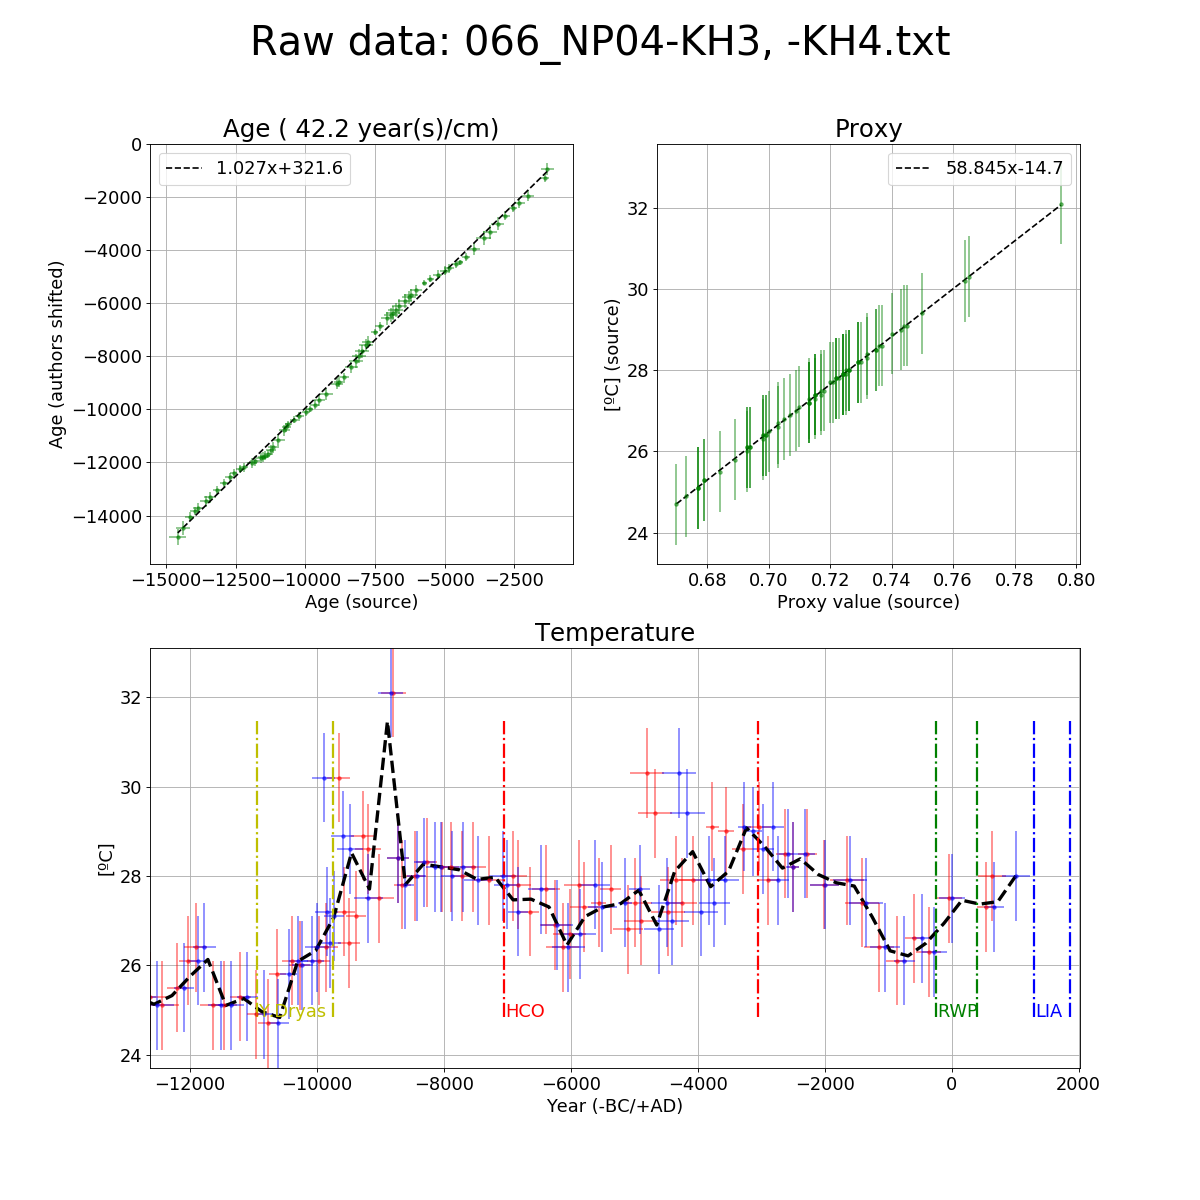 Raw data: 066_NP04-KH3, -KH4.txt
Age ( 42.2 year(s)/cm)
1.027x+321.6
0
−2000
−4000
−6000
−8000
−10000
−12000
−14000
Age (authors shifted)
−15000 −12500 −10000 −7500 −5000 −2500
Age (source)
Proxy
58.845x-14.7
32
30
28
26
24
[ºC] (source)
0.68 0.70 0.72 0.74 0.76 0.78 0.80
Proxy value (source)
Temperature
32
30
28
26
24
[ºC]
Y.Dryas
HCO
RWP
LIA
−12000 −10000 −8000 −6000 −4000 −2000 0 2000
Year (-BC/+AD)